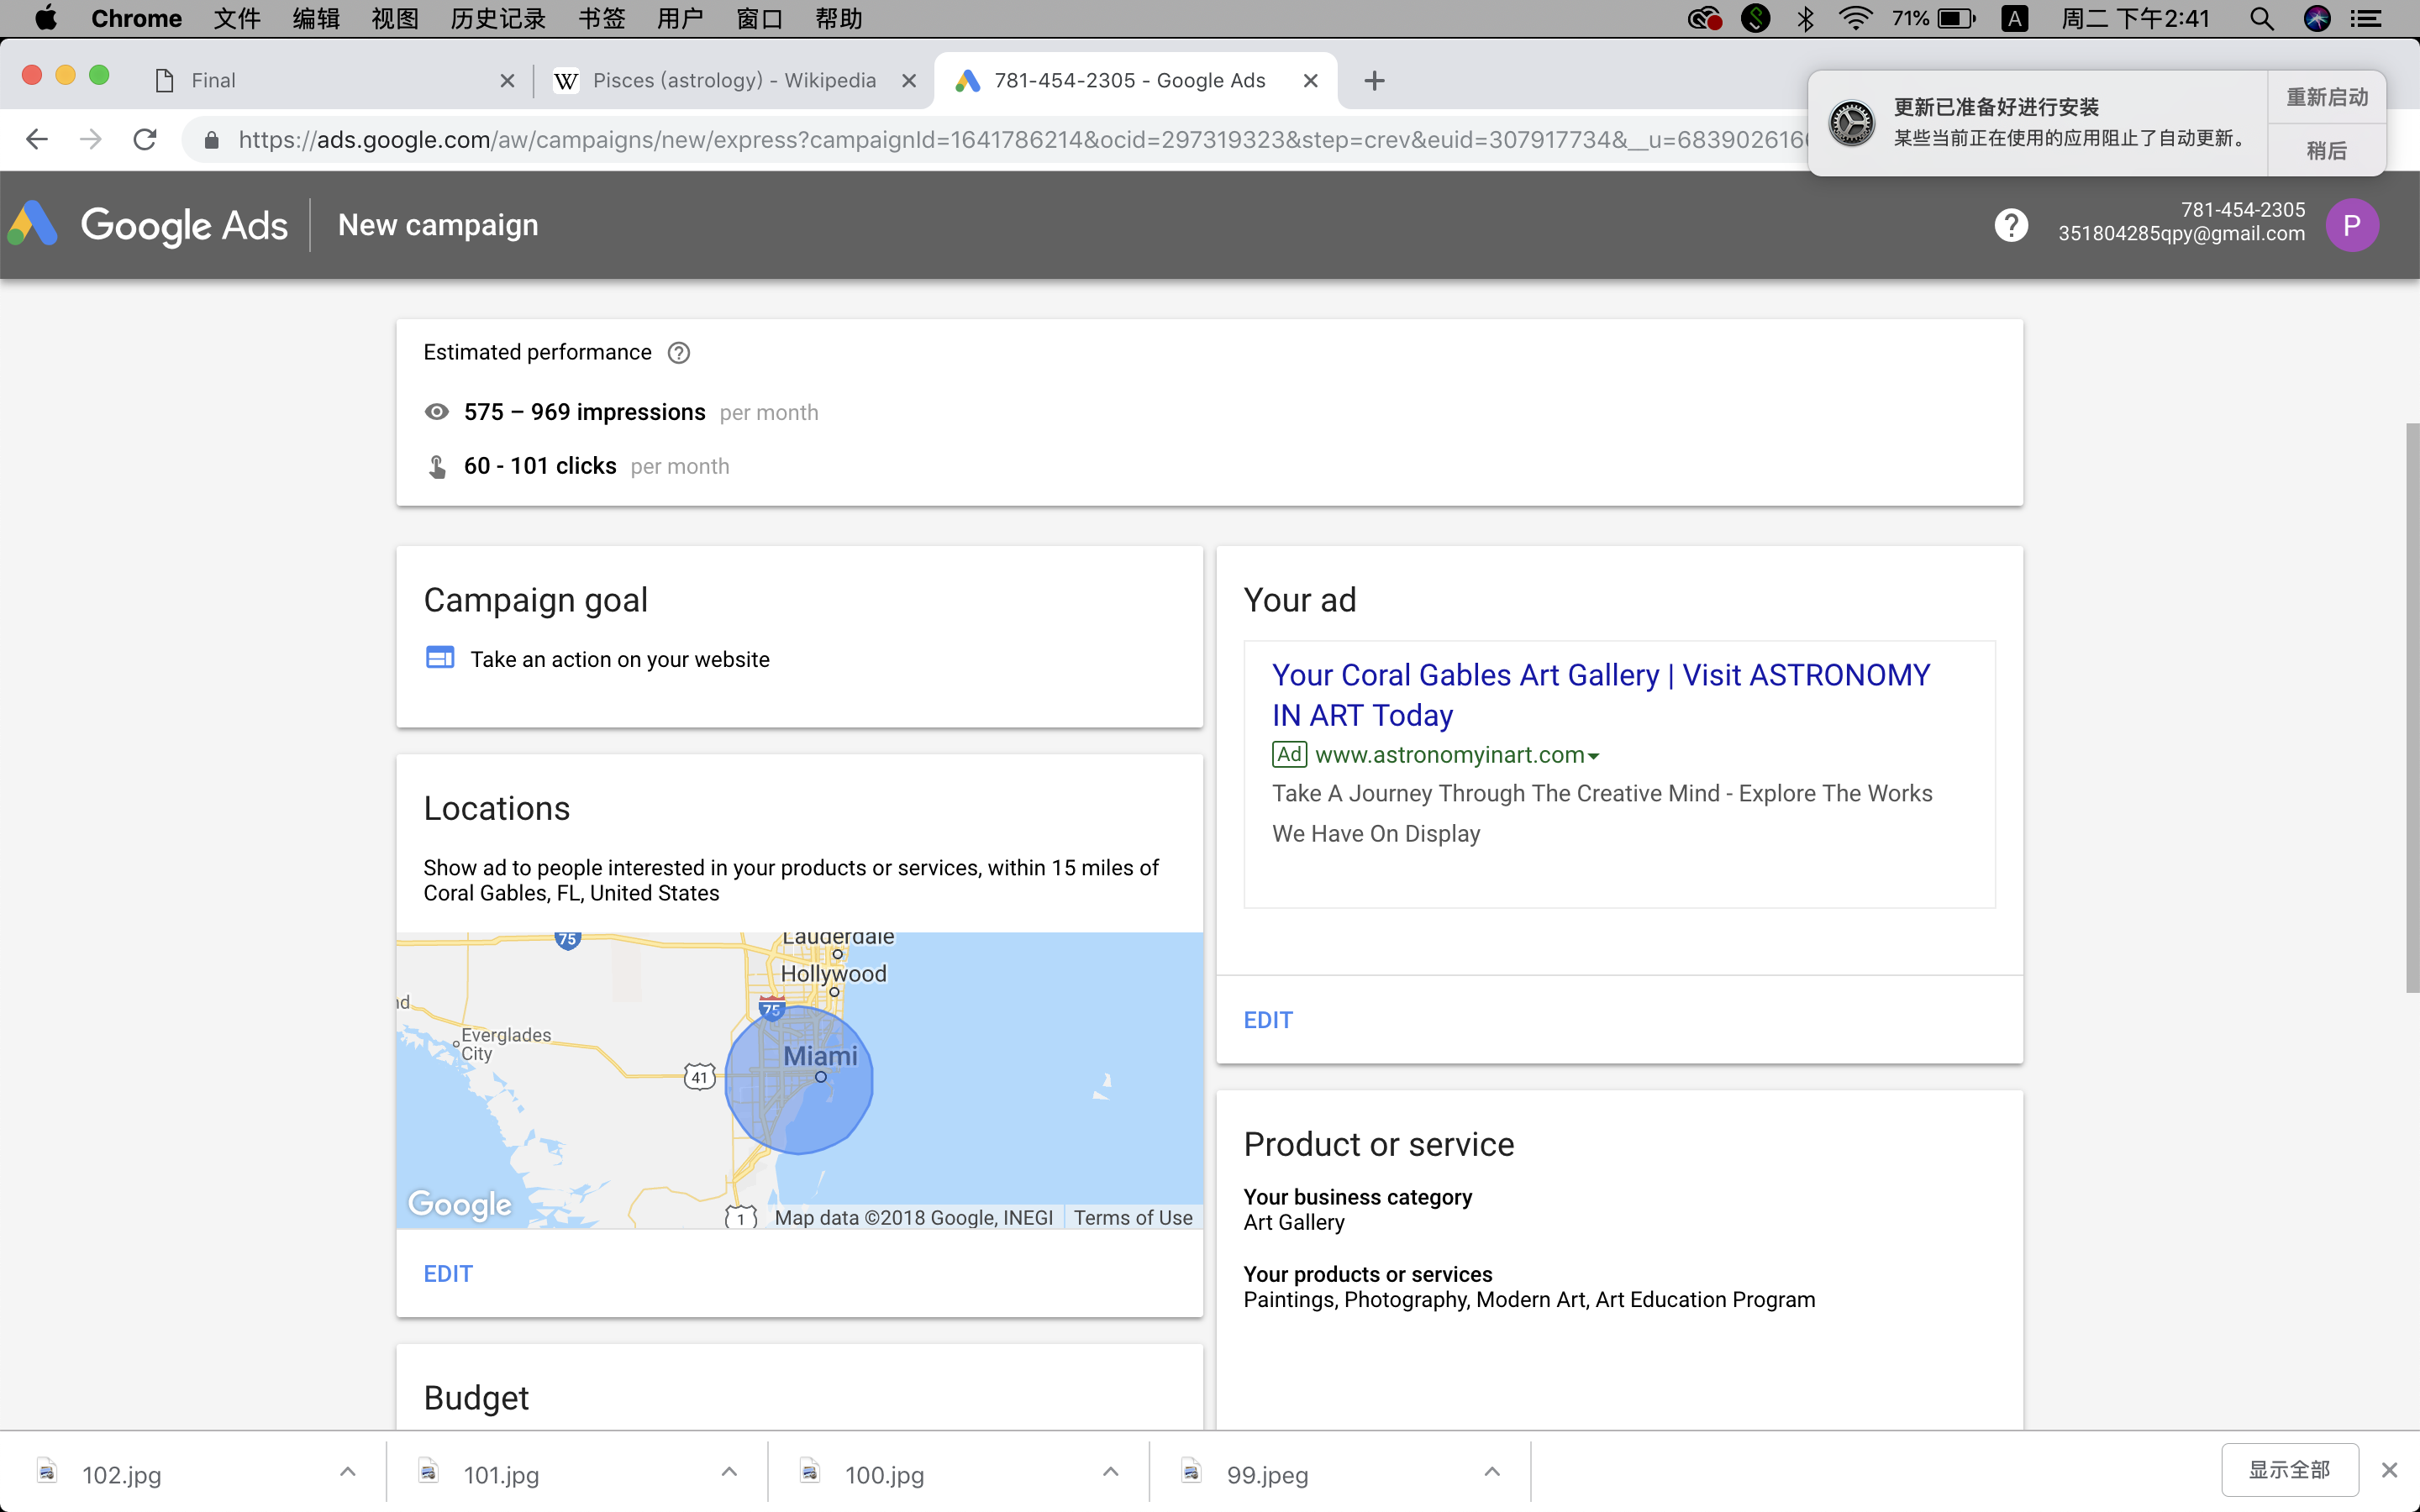 Chrome 文件 编辑 视图 历史记录 书签 用户 窗口 帮助 71% A 周二 下午2:41
Final
W Pisces (astrology) - Wikipedia
781-454-2305 - Google Ads
https://ads.google.com/aw/campaigns/new/express?campaignId=1641786214&ocid=297319323&step=crev&euid=307917734&__u=683902616
更新已准备好进行安装
某些当前正在使用的应用阻止了自动更新。
重新启动
稍后
Google Ads
New campaign
781-454-2305
351804285qpy@gmail.com
P
Estimated performance
575 – 969 impressions per month
60 - 101 clicks per month
Campaign goal
Take an action on your website
Locations
Show ad to people interested in your products or services, within 15 miles of
Coral Gables, FL, United States
75
Lauderdale
Hollywood
75
nd
Everglades
City
41
Miami
1
Google
Map data ©2018 Google, INEGI
Terms of Use
EDIT
Budget
Your ad
Your Coral Gables Art Gallery | Visit ASTRONOMY
IN ART Today
Ad www.astronomyinart.com
Take A Journey Through The Creative Mind - Explore The Works
We Have On Display
EDIT
Product or service
Your business category
Art Gallery
Your products or services
Paintings, Photography, Modern Art, Art Education Program
102.jpg
101.jpg
100.jpg
99.jpeg
显示全部